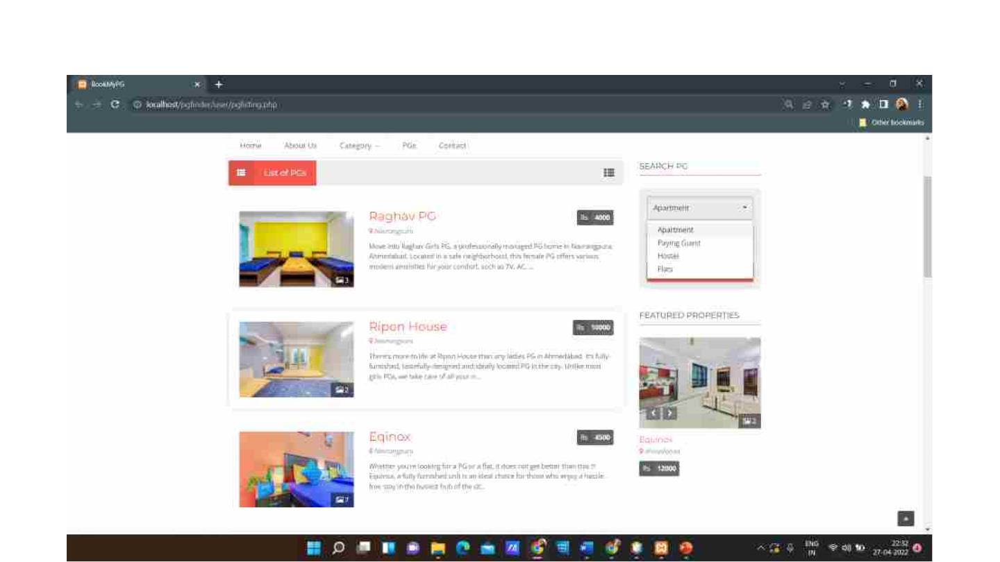 BookMyPG
localhost/pgfinder/user/pglisting.php
Other bookmarks
Home About Us Category PGs Contact
List of PGs
Raghav PG
Rs 4000
Navrangpura
Move into Raghav Girls PG, a professionally managed PG home in Navrangpura,
Ahmedabad. Located in a safe neighborhood, this female PG offers various
modern amenities for your comfort, such as TV, AC, ...
3
Ripon House
Rs 10000
Navrangpura
There's more to life at Ripon House than any ladies PG in Ahmedabad. It's fully-
furnished, tastefully-designed and ideally located PG in the city. Unlike most
girls PGs, we take care of all your n...
2
Eqinox
Rs 4500
Navrangpura
Whether you're looking for a PG or a flat, it does not get better than this !!
Equinox, a fully furnished unit is an ideal choice for those who enjoy a hassle
free stay in the busiest hub of the cit...
SEARCH PG
Apartment
Apartment
Paying Guest
Hostel
Flats
FEATURED PROPERTIES
2
Equinox
Rs 12000
ENG
IN
22:32
27-04-2022
4